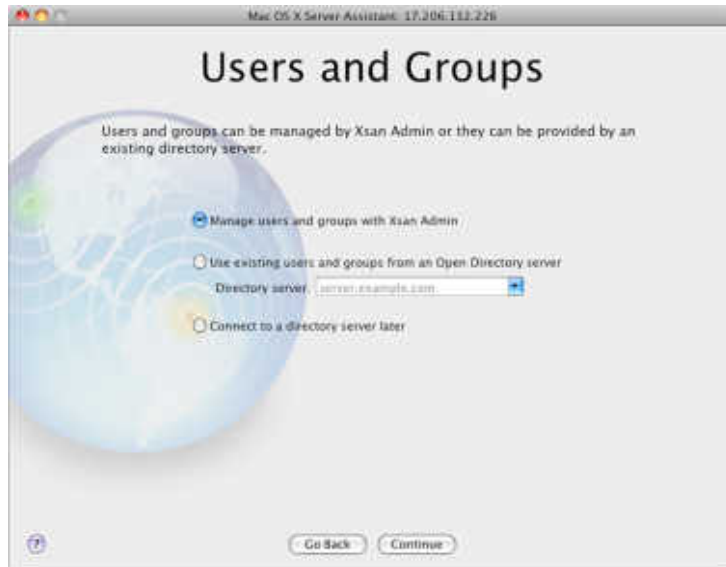 Mac OS X Server Assistant: 17.206.132.226
Users and Groups
Users and groups can be managed by Xsan Admin or they can be provided by an
existing directory server.
Manage users and groups with Xsan Admin
Use existing users and groups from an Open Directory server
Directory server: server.example.com
Connect to a directory server later
?
Go Back Continue